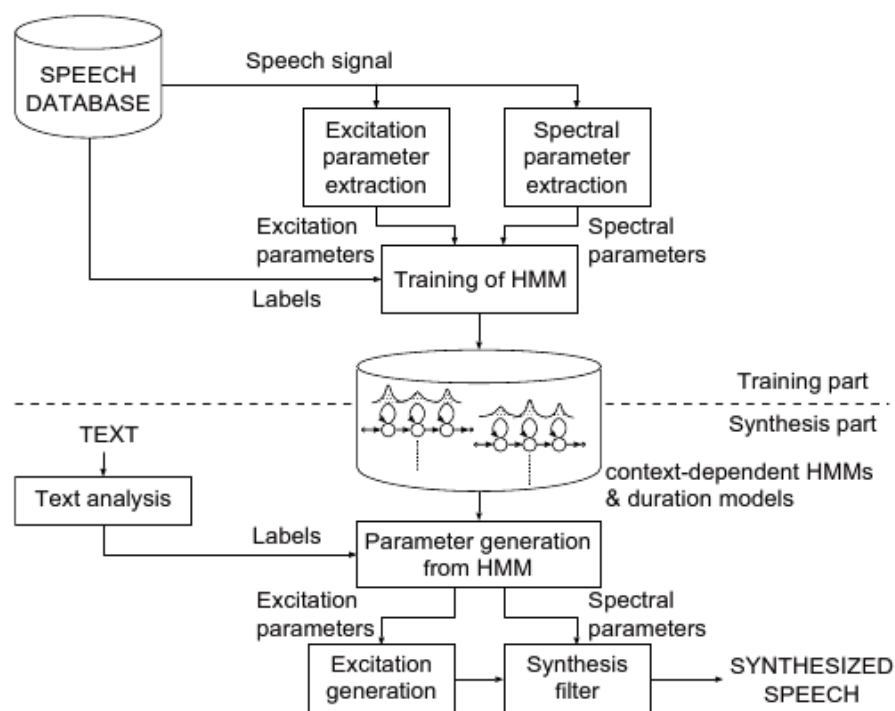 SPEECH
DATABASE
Speech signal
Excitation
parameter
extraction
Spectral
parameter
extraction
Excitation
parameters
Spectral
parameters
Labels
Training of HMM
Training part
Synthesis part
context-dependent HMMs
& duration models
TEXT
Text analysis
Labels
Parameter generation
from HMM
Excitation
parameters
Spectral
parameters
Excitation
generation
Synthesis
filter
SYNTHESIZED
SPEECH